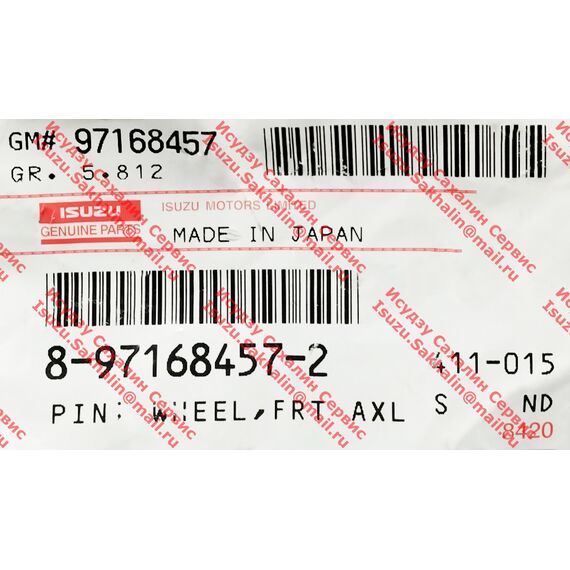 GM# 97168457
GR. 5.812
ISUZU
GENUINE PARTS
ISUZU MOTORS LIMITED
MADE IN JAPAN
8-97168457-2
411-015
PIN; WHEEL, FRT AXL
S
ND
8420
Исудзу Сахалин Сервис
Isuzu.Sakhalin@mail.ru